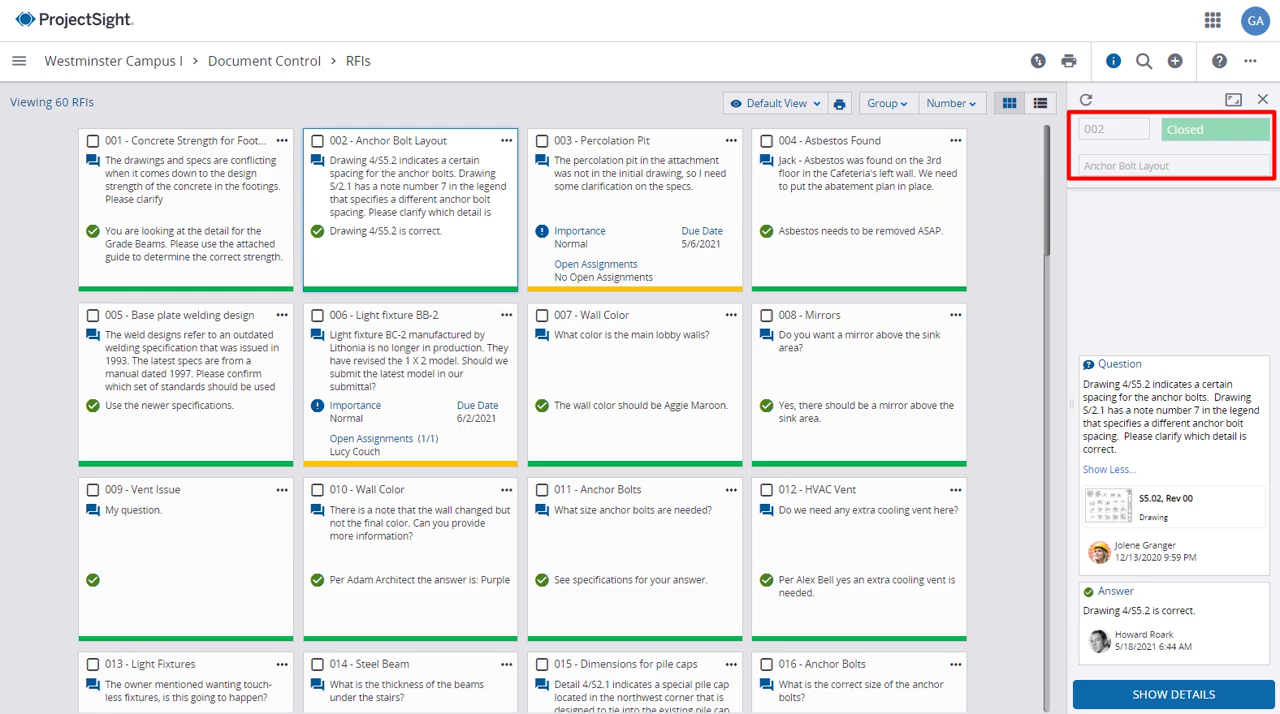 ProjectSight.
GA
Westminster Campus I > Document Control > RFIs
Viewing 60 RFIs
Default View
Group
Number
001 - Concrete Strength for Foot... •••
The drawings and specs are conflicting
when it comes down to the design
strength of the concrete in the footings.
Please clarify
You are looking at the detail for the
Grade Beams. Please use the attached
guide to determine the correct strength.
002 - Anchor Bolt Layout •••
Drawing 4/S5.2 indicates a certain
spacing for the anchor bolts. Drawing
S/2.1 has a note number 7 in the legend
that specifies a different anchor bolt
spacing. Please clarify which detail is
Drawing 4/S5.2 is correct.
003 - Percolation Pit •••
The percolation pit in the attachment
was not in the initial drawing, so I need
some clarification on the specs.
Importance Due Date
Normal 5/6/2021
Open Assignments
No Open Assignments
004 - Asbestos Found •••
Jack - Asbestos was found on the 3rd
floor in the Cafeteria's left wall. We need
to put the abatement plan in place.
Asbestos needs to be removed ASAP.
005 - Base plate welding design •••
The weld designs refer to an outdated
welding specification that was issued in
1993. The latest specs are from a
manual dated 1997. Please confirm
which set of standards should be used
Use the newer specifications.
006 - Light fixture BB-2 •••
Light fixture BC-2 manufactured by
Lithonia is no longer in production. They
have revised the 1 X 2 model. Should we
submit the latest model in our
submittal?
Importance Due Date
Normal 6/2/2021
Open Assignments (1/1)
Lucy Couch
007 - Wall Color •••
What color is the main lobby walls?
The wall color should be Aggie Maroon.
008 - Mirrors •••
Do you want a mirror above the sink
area?
Yes, there should be a mirror above the
sink area.
009 - Vent Issue •••
My question.
010 - Wall Color •••
There is a note that the wall changed but
not the final color. Can you provide
more information?
Per Adam Architect the answer is: Purple
011 - Anchor Bolts •••
What size anchor bolts are needed?
See specifications for your answer.
012 - HVAC Vent •••
Do we need any extra cooling vent here?
Per Alex Bell yes an extra cooling vent is
needed.
013 - Light Fixtures •••
The owner mentioned wanting touch-
less fixtures, is this going to happen?
014 - Steel Beam •••
What is the thickness of the beams
under the stairs?
015 - Dimensions for pile caps •••
Detail 4/S2.1 indicates a special pile cap
located in the northwest corner that is
designed to tie into the existing pile cap
016 - Anchor Bolts •••
What is the correct size of the anchor
bolts?
002 Closed
Anchor Bolt Layout
Question
Drawing 4/S5.2 indicates a certain
spacing for the anchor bolts. Drawing
S/2.1 has a note number 7 in the legend
that specifies a different anchor bolt
spacing. Please clarify which detail is
correct.
Show Less...
S5.02, Rev 00
Drawing
Jolene Granger
12/13/2020 9:59 PM
Answer
Drawing 4/S5.2 is correct.
Howard Roark
5/18/2021 6:44 AM
SHOW DETAILS